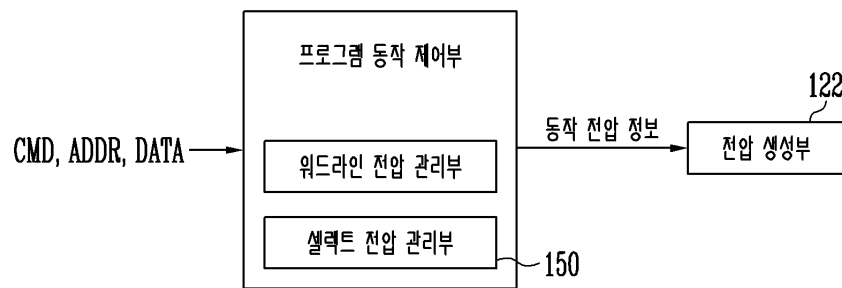 프로그램 동작 제어부
122
동작 전압 정보
CMD, ADDR, DATA
전압 생성부
워드라인 전압 관리부
셀렉트 전압 관리부
150